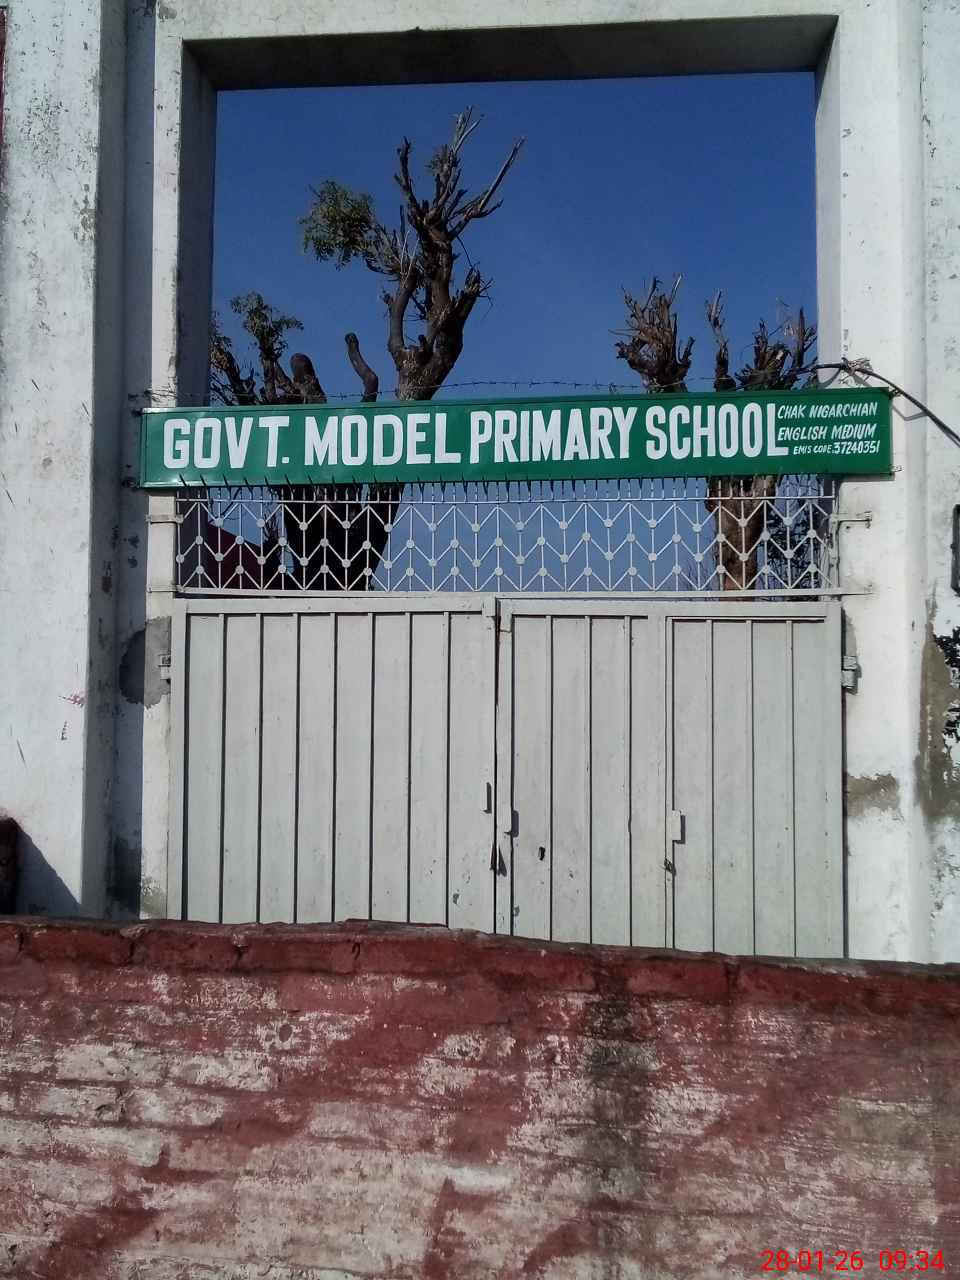 GOVT. MODEL PRIMARY SCHOOL
CHAK NIGARCHIAN
ENGLISH MEDIUM
EMIS CODE.37240351
28-01-26 09:34